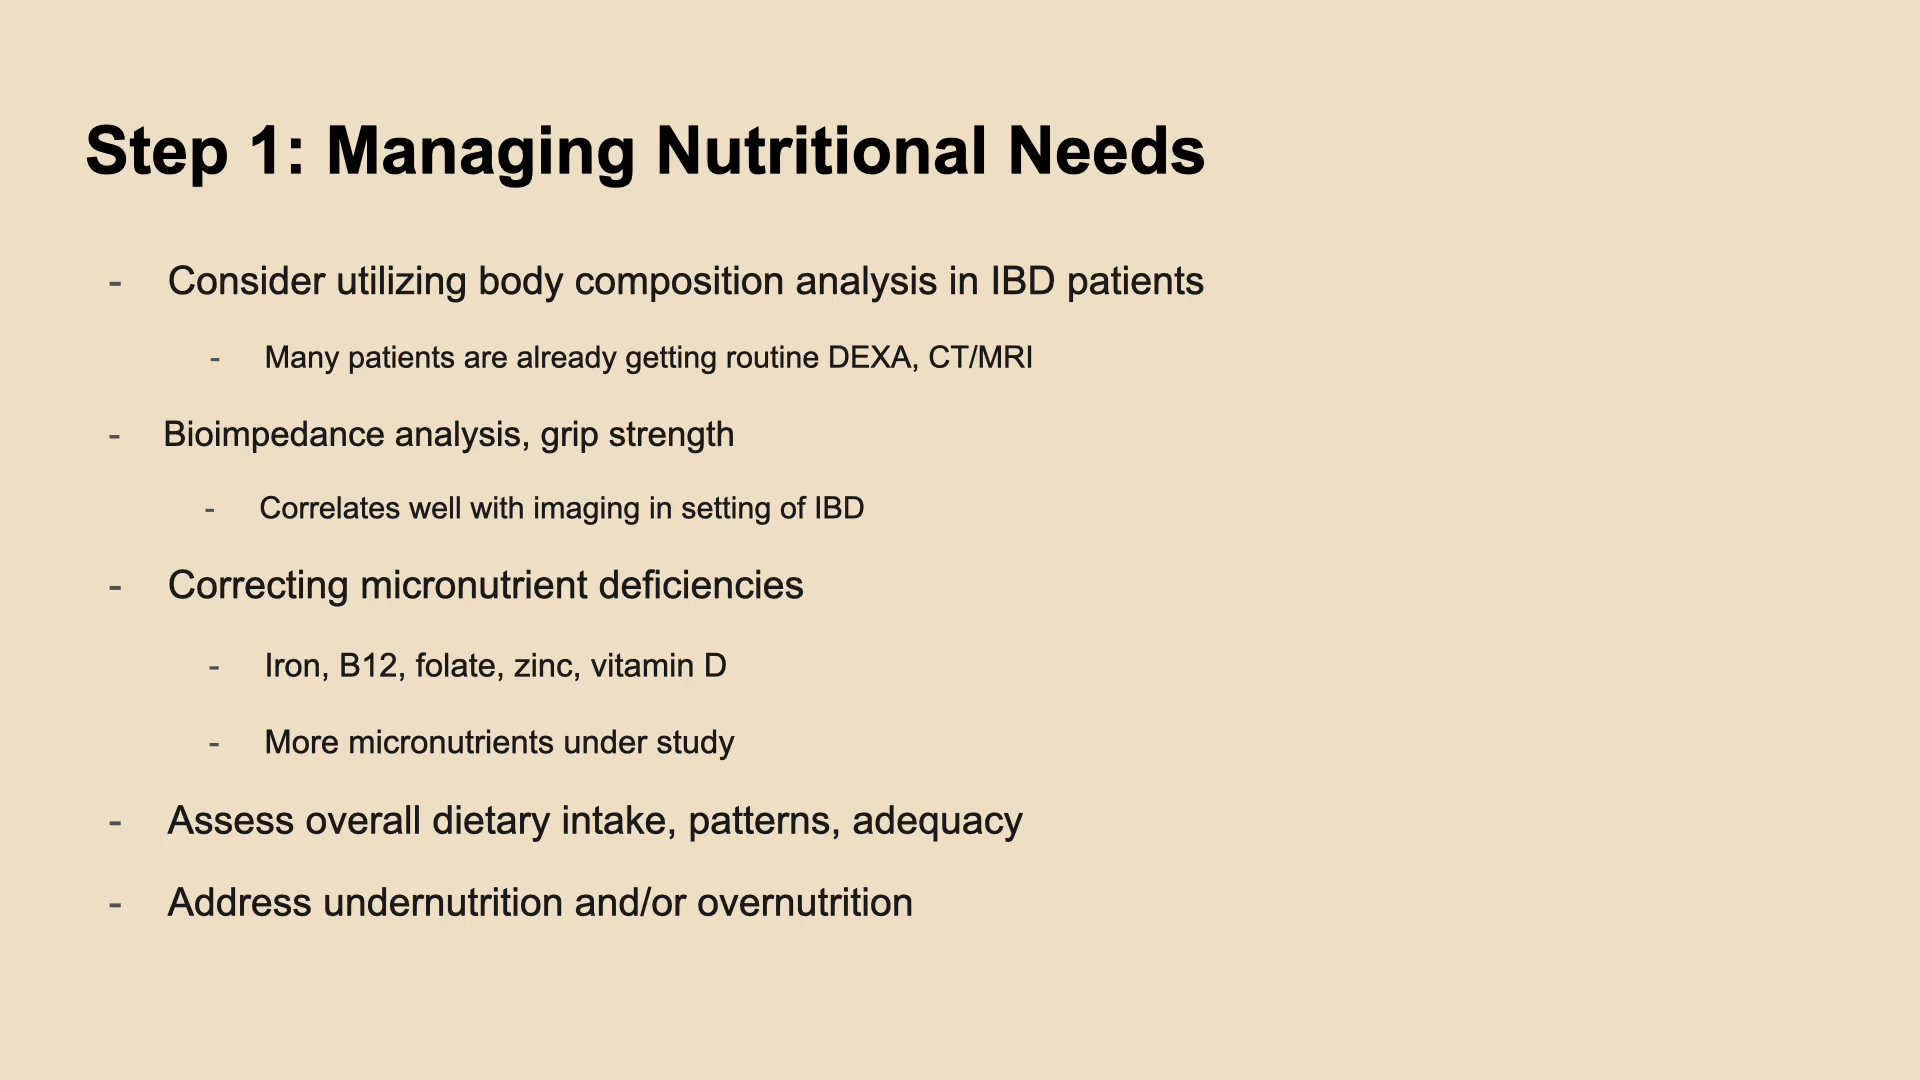 Step 1: Managing Nutritional Needs
- Consider utilizing body composition analysis in IBD patients
- Many patients are already getting routine DEXA, CT/MRI
- Bioimpedance analysis, grip strength
- Correlates well with imaging in setting of IBD
- Correcting micronutrient deficiencies
- Iron, B12, folate, zinc, vitamin D
- More micronutrients under study
- Assess overall dietary intake, patterns, adequacy
- Address undernutrition and/or overnutrition